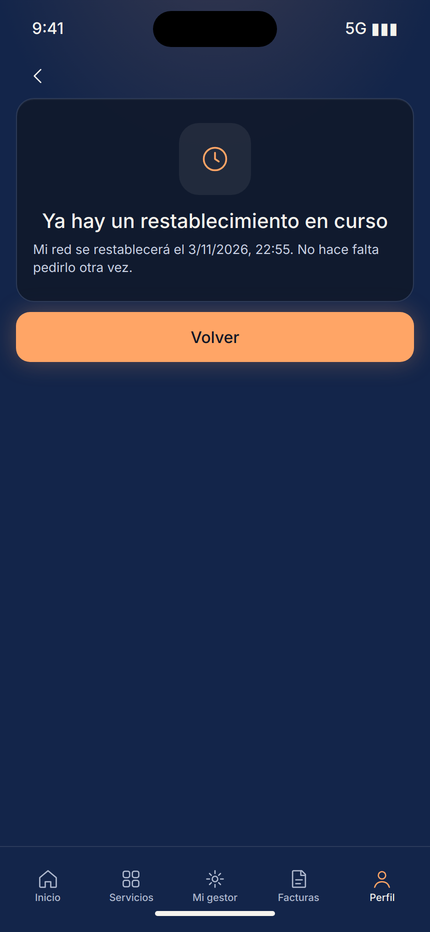 9:41
5G
Ya hay un restablecimiento en curso
Mi red se restablecerá el 3/11/2026, 22:55. No hace falta
pedirlo otra vez.
Volver
Inicio
Servicios
Mi gestor
Facturas
Perfil